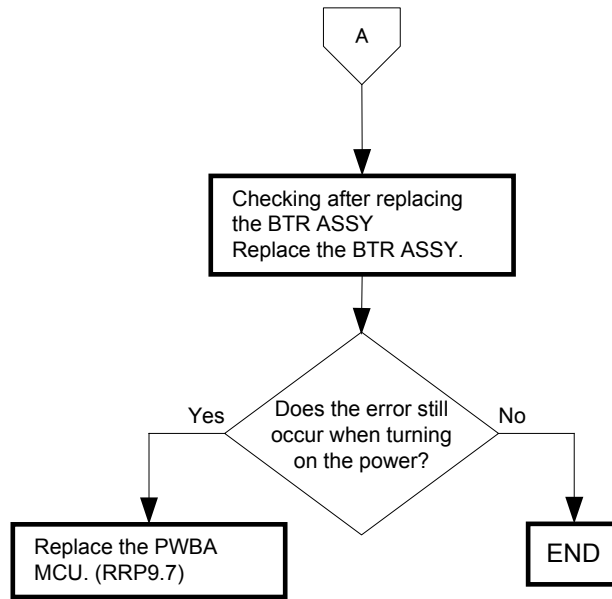 A
Checking after replacing
the BTR ASSY
Replace the BTR ASSY.
Does the error still
occur when turning
on the power?
Yes
No
Replace the PWBA
MCU. (RRP9.7)
END